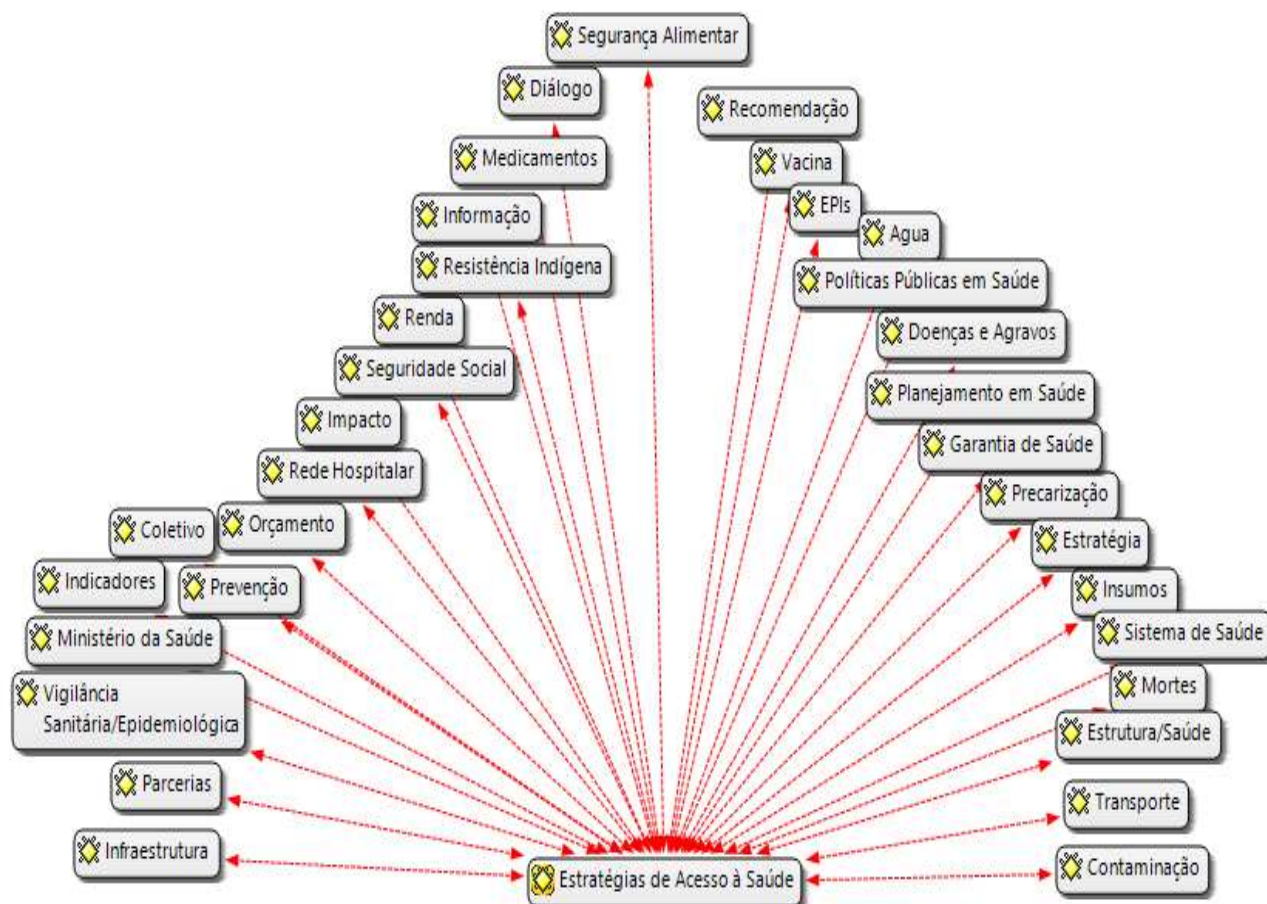 Segurança Alimentar
Diálogo
Recomendação
Medicamentos
Vacina
EPIs
Informação
Agua
Resistência Indígena
Políticas Públicas em Saúde
Renda
Doenças e Agravos
Seguridade Social
Planejamento em Saúde
Impacto
Garantia de Saúde
Rede Hospitalar
Precarização
Orçamento
Coletivo
Estratégia
Indicadores
Prevenção
Insumos
Ministério da Saúde
Sistema de Saúde
Vigilância
Sanitária/Epidemiológica
Mortes
Estrutura/Saúde
Parcerias
Transporte
Infraestrutura
Contaminação
Estratégias de Acesso à Saúde